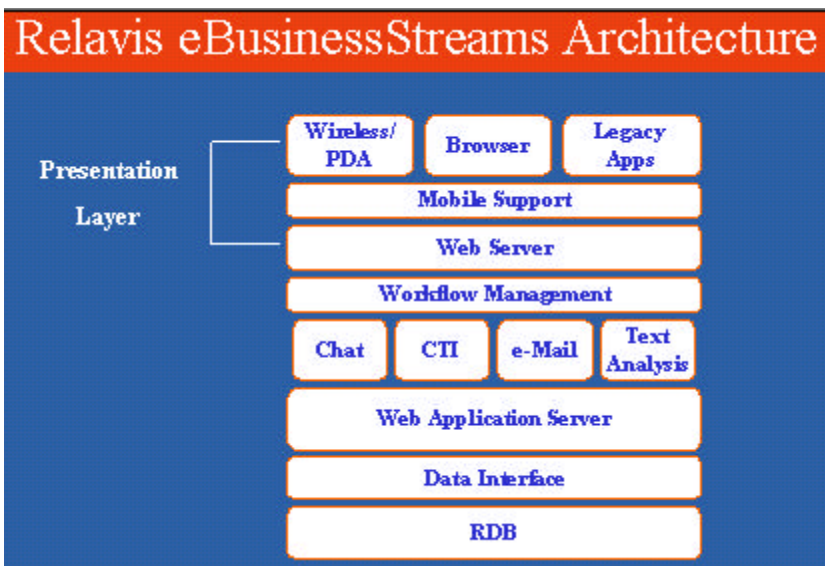 Relavis eBusinessStreams Architecture
Presentation
Layer
Wireless/
PDA
Browser
Legacy
Apps
Mobile Support
Web Server
Workflow Management
Chat
CTI
e-Mail
Text
Analysis
Web Application Server
Data Interface
RDB